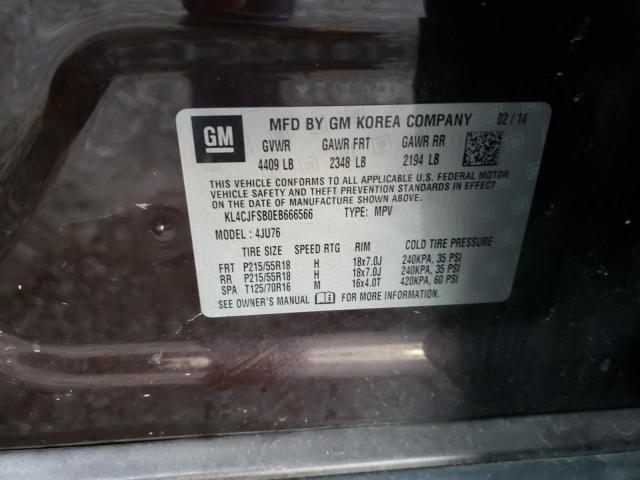 GM
MFD BY GM KOREA COMPANY 02 / 14
GVWR GAWR FRT GAWR RR
4409 LB 2348 LB 2194 LB
THIS VEHICLE CONFORMS TO ALL APPLICABLE U.S. FEDERAL MOTOR
VEHICLE SAFETY AND THEFT PREVENTION STANDARDS IN EFFECT
ON THE DATE OF MANUFACTURE SHOWN ABOVE.
KL4CJFSB0EB666566 TYPE: MPV
MODEL : 4JU76
TIRE SIZE SPEED RTG RIM COLD TIRE PRESSURE
FRT P215/55R18 H 18x7.0J 240KPA, 35 PSI
RR P215/55R18 H 18x7.0J 240KPA, 35 PSI
SPA T125/70R16 M 16x4.0T 420KPA, 60 PSI
SEE OWNER'S MANUAL FOR MORE INFORMATION.